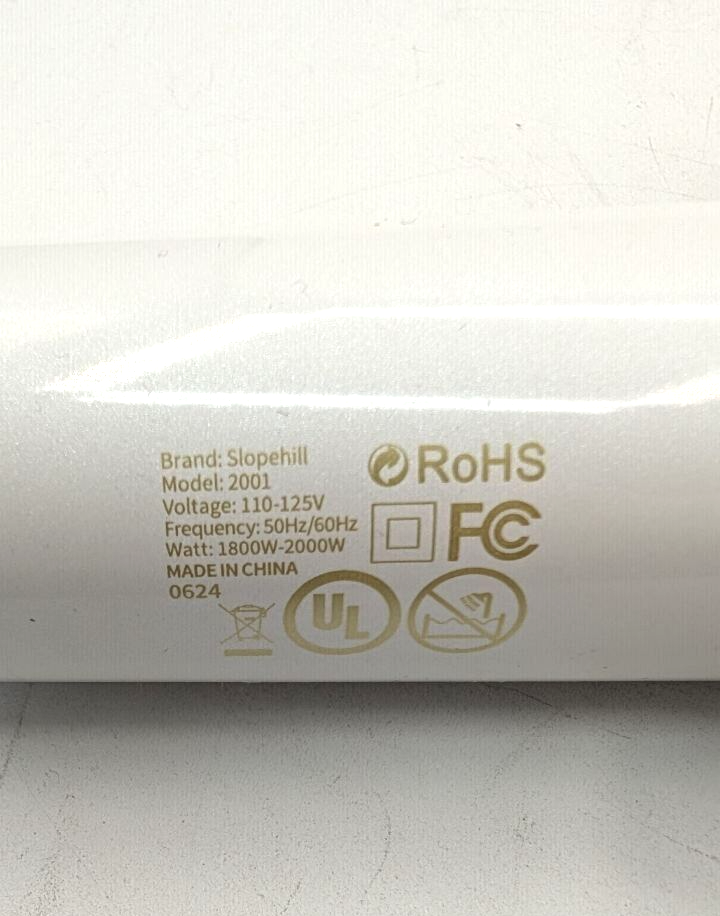 Brand: Slopehill
Model: 2001
Voltage: 110-125V
Frequency: 50Hz/60Hz
Watt: 1800W-2000W
MADE IN CHINA
0624
RoHS
FC
UL